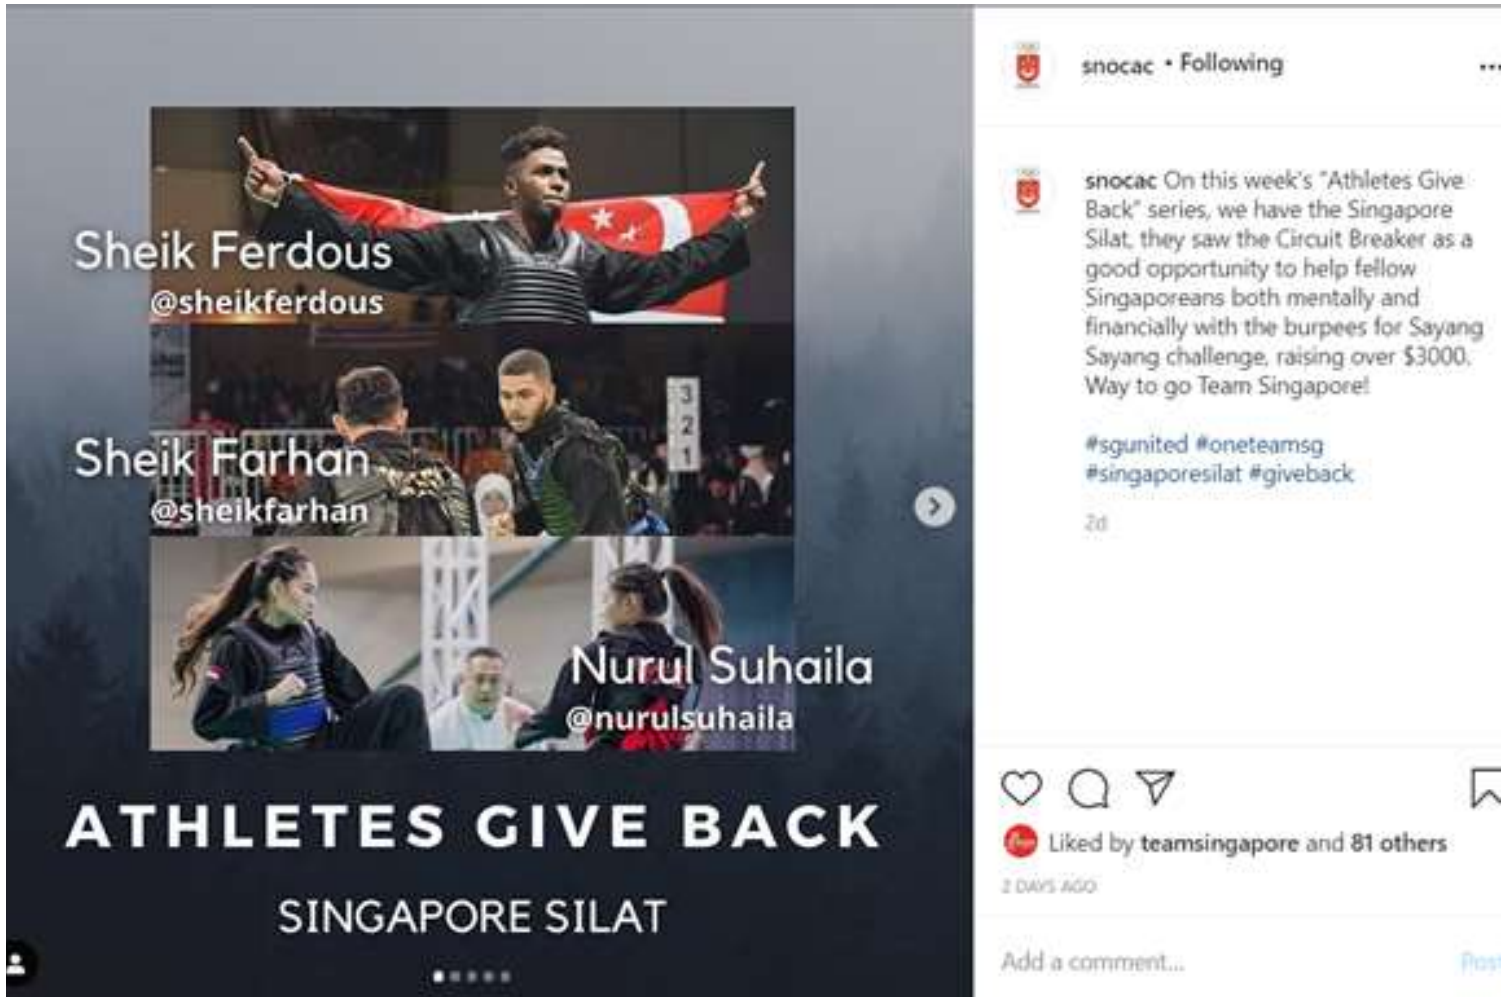 Sheik Ferdous
@sheikferdous
3
2
1
Sheik Farhan
@sheikfarhan
Nurul Suhaila
@nurulsuhaila
ATHLETES GIVE BACK
SINGAPORE SILAT
snocac • Following
snocac On this week's "Athletes Give
Back" series, we have the Singapore
Silat, they saw the Circuit Breaker as a
good opportunity to help fellow
Singaporeans both mentally and
financially with the burpees for Sayang
Sayang challenge, raising over $3000.
Way to go Team Singapore!
#sgunited #oneteamsg
#singaporesilat #giveback
2d
Liked by teamsingapore and 81 others
2 DAYS AGO
Add a comment...
Post